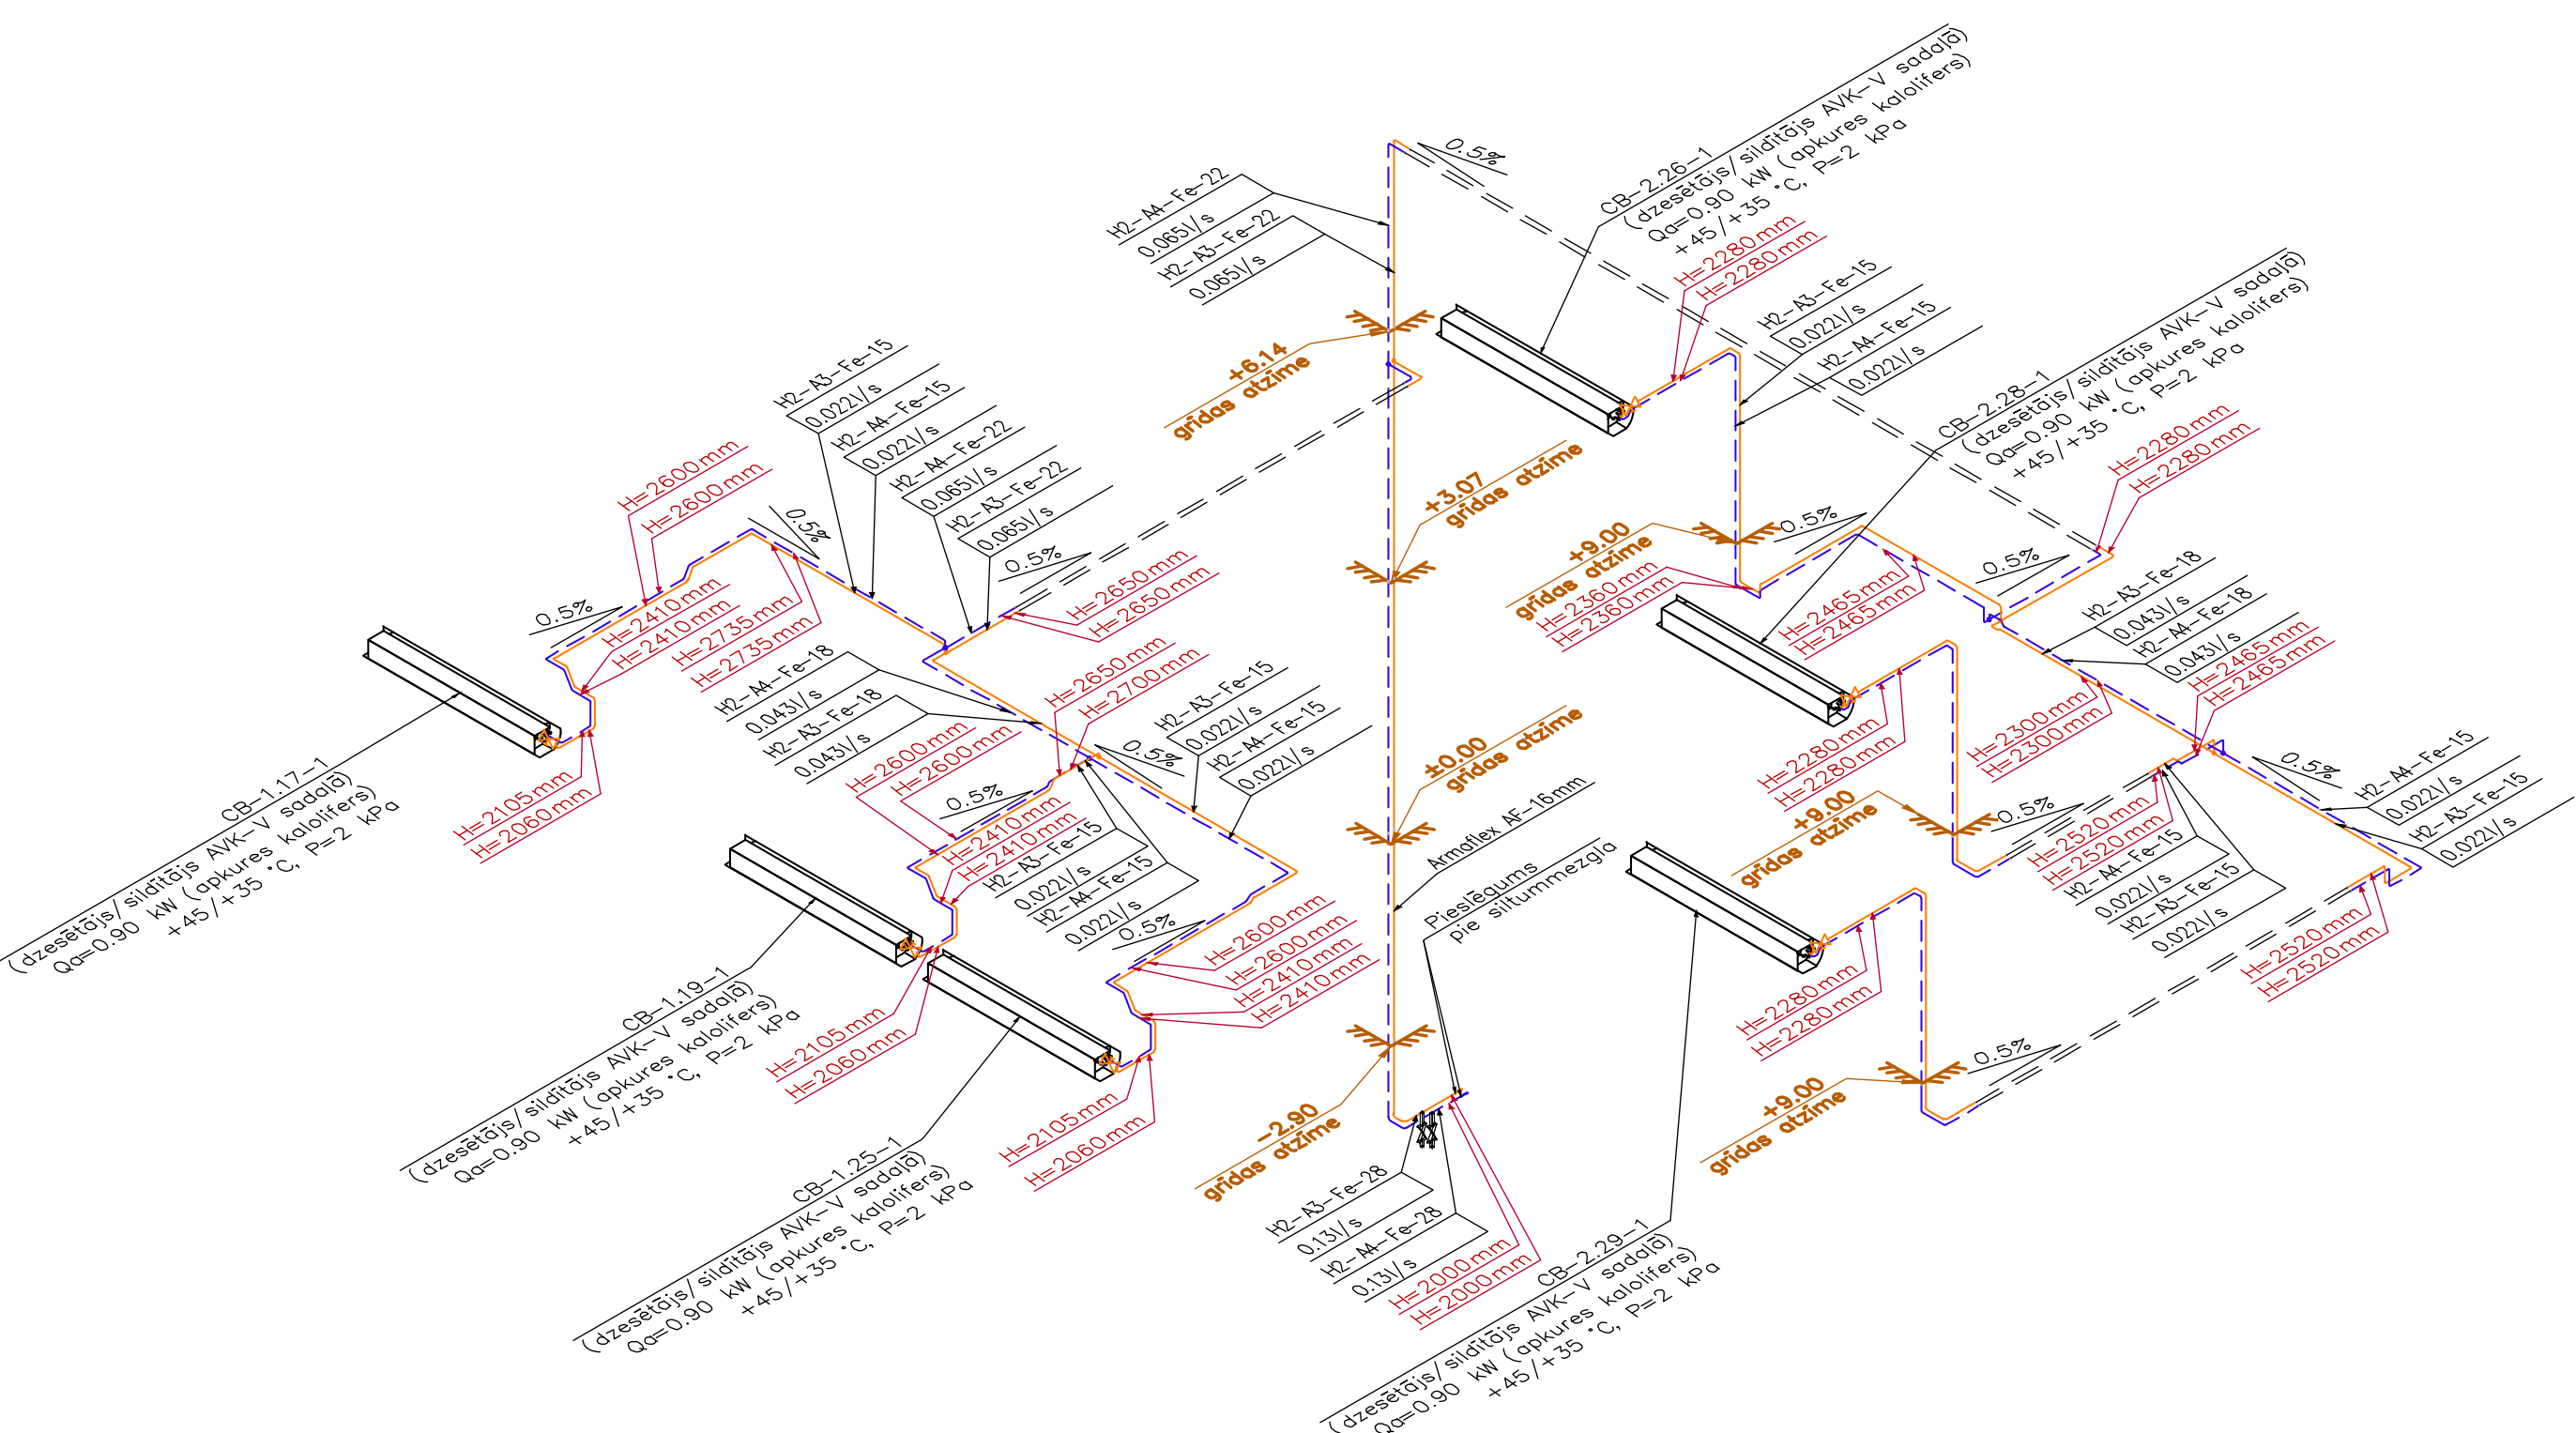 CB-2.26-1
(dzesētājs/sildītājs AVK-V sadaļā)
Qa=0.90 kW (apkures kalolifers)
+45/+35 °C, P=2 kPa
0.5%
H2-A4-Fe-22
0.065l/s
H2-A3-Fe-22
0.065l/s
H=2280mm
H=2280mm
H2-A3-Fe-15
0.022l/s
H2-A4-Fe-15
0.022l/s
CB-2.28-1
(dzesētājs/sildītājs AVK-V sadaļā)
Qa=0.90 kW (apkures kalolifers)
+45/+35 °C, P=2 kPa
+6.14
grīdas atzīme
H2-A3-Fe-15
0.022l/s
H2-A4-Fe-15
0.022l/s
H2-A4-Fe-22
0.065l/s
H2-A3-Fe-22
0.065l/s
H=2600mm
H=2600mm
0.5%
0.5%
+3.07
grīdas atzīme
H=2280mm
H=2280mm
+9.00
grīdas atzīme
0.5%
0.5%
H=2360mm
H=2360mm
H=2465mm
H=2465mm
H2-A3-Fe-18
0.043l/s
H2-A4-Fe-18
0.043l/s
H=2465mm
H=2465mm
0.5%
H=2410mm
H=2410mm
H=2735mm
H=2735mm
H=2650mm
H=2650mm
H2-A4-Fe-18
0.043l/s
H2-A3-Fe-18
0.043l/s
H=2650mm
H=2700mm
H2-A3-Fe-15
0.022l/s
H2-A4-Fe-15
0.022l/s
0.5%
H=2600mm
H=2600mm
0.5%
±0.00
grīdas atzīme
H=2280mm
H=2280mm
H=2300mm
H=2300mm
+9.00
grīdas atzīme
0.5%
0.5%
H2-A4-Fe-15
0.022l/s
H2-A3-Fe-15
0.022l/s
H=2520mm
H=2520mm
H2-A4-Fe-15
0.022l/s
H2-A3-Fe-15
0.022l/s
H=2520mm
H=2520mm
CB-1.17-1
(dzesētājs/sildītājs AVK-V sadaļā)
Qa=0.90 kW (apkures kalolifers)
+45/+35 °C, P=2 kPa
H=2105mm
H=2060mm
H=2410mm
H=2410mm
H2-A3-Fe-15
0.022l/s
H2-A4-Fe-15
0.022l/s
0.5%
H=2600mm
H=2600mm
H=2410mm
H=2410mm
Armaflex AF-16mm
Pieslēgums
pie siltummezgla
CB-1.19-1
(dzesētājs/sildītājs AVK-V sadaļā)
Qa=0.90 kW (apkures kalolifers)
+45/+35 °C, P=2 kPa
H=2105mm
H=2060mm
CB-1.25-1
(dzesētājs/sildītājs AVK-V sadaļā)
Qa=0.90 kW (apkures kalolifers)
+45/+35 °C, P=2 kPa
H=2105mm
H=2060mm
-2.90
grīdas atzīme
H2-A3-Fe-28
0.13l/s
H2-A4-Fe-28
0.13l/s
H=2000mm
H=2000mm
H=2280mm
H=2280mm
+9.00
grīdas atzīme
0.5%
CB-2.29-1
(dzesētājs/sildītājs AVK-V sadaļā)
Qa=0.90 kW (apkures kalolifers)
+45/+35 °C, P=2 kPa